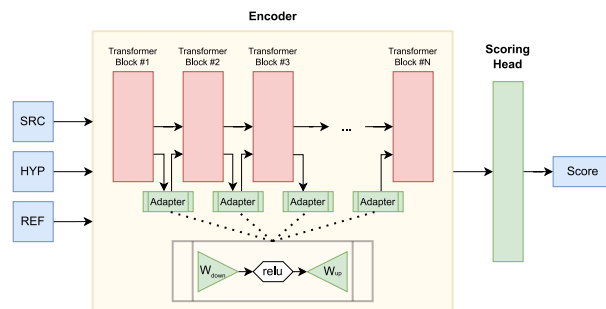 Encoder
Transformer
Block #1
Transformer
Block #2
Transformer
Block #3
Transformer
Block #N
Scoring
Head
SRC
HYP
REF
...
Adapter
Adapter
Adapter
Adapter
Score
W down
relu
W up